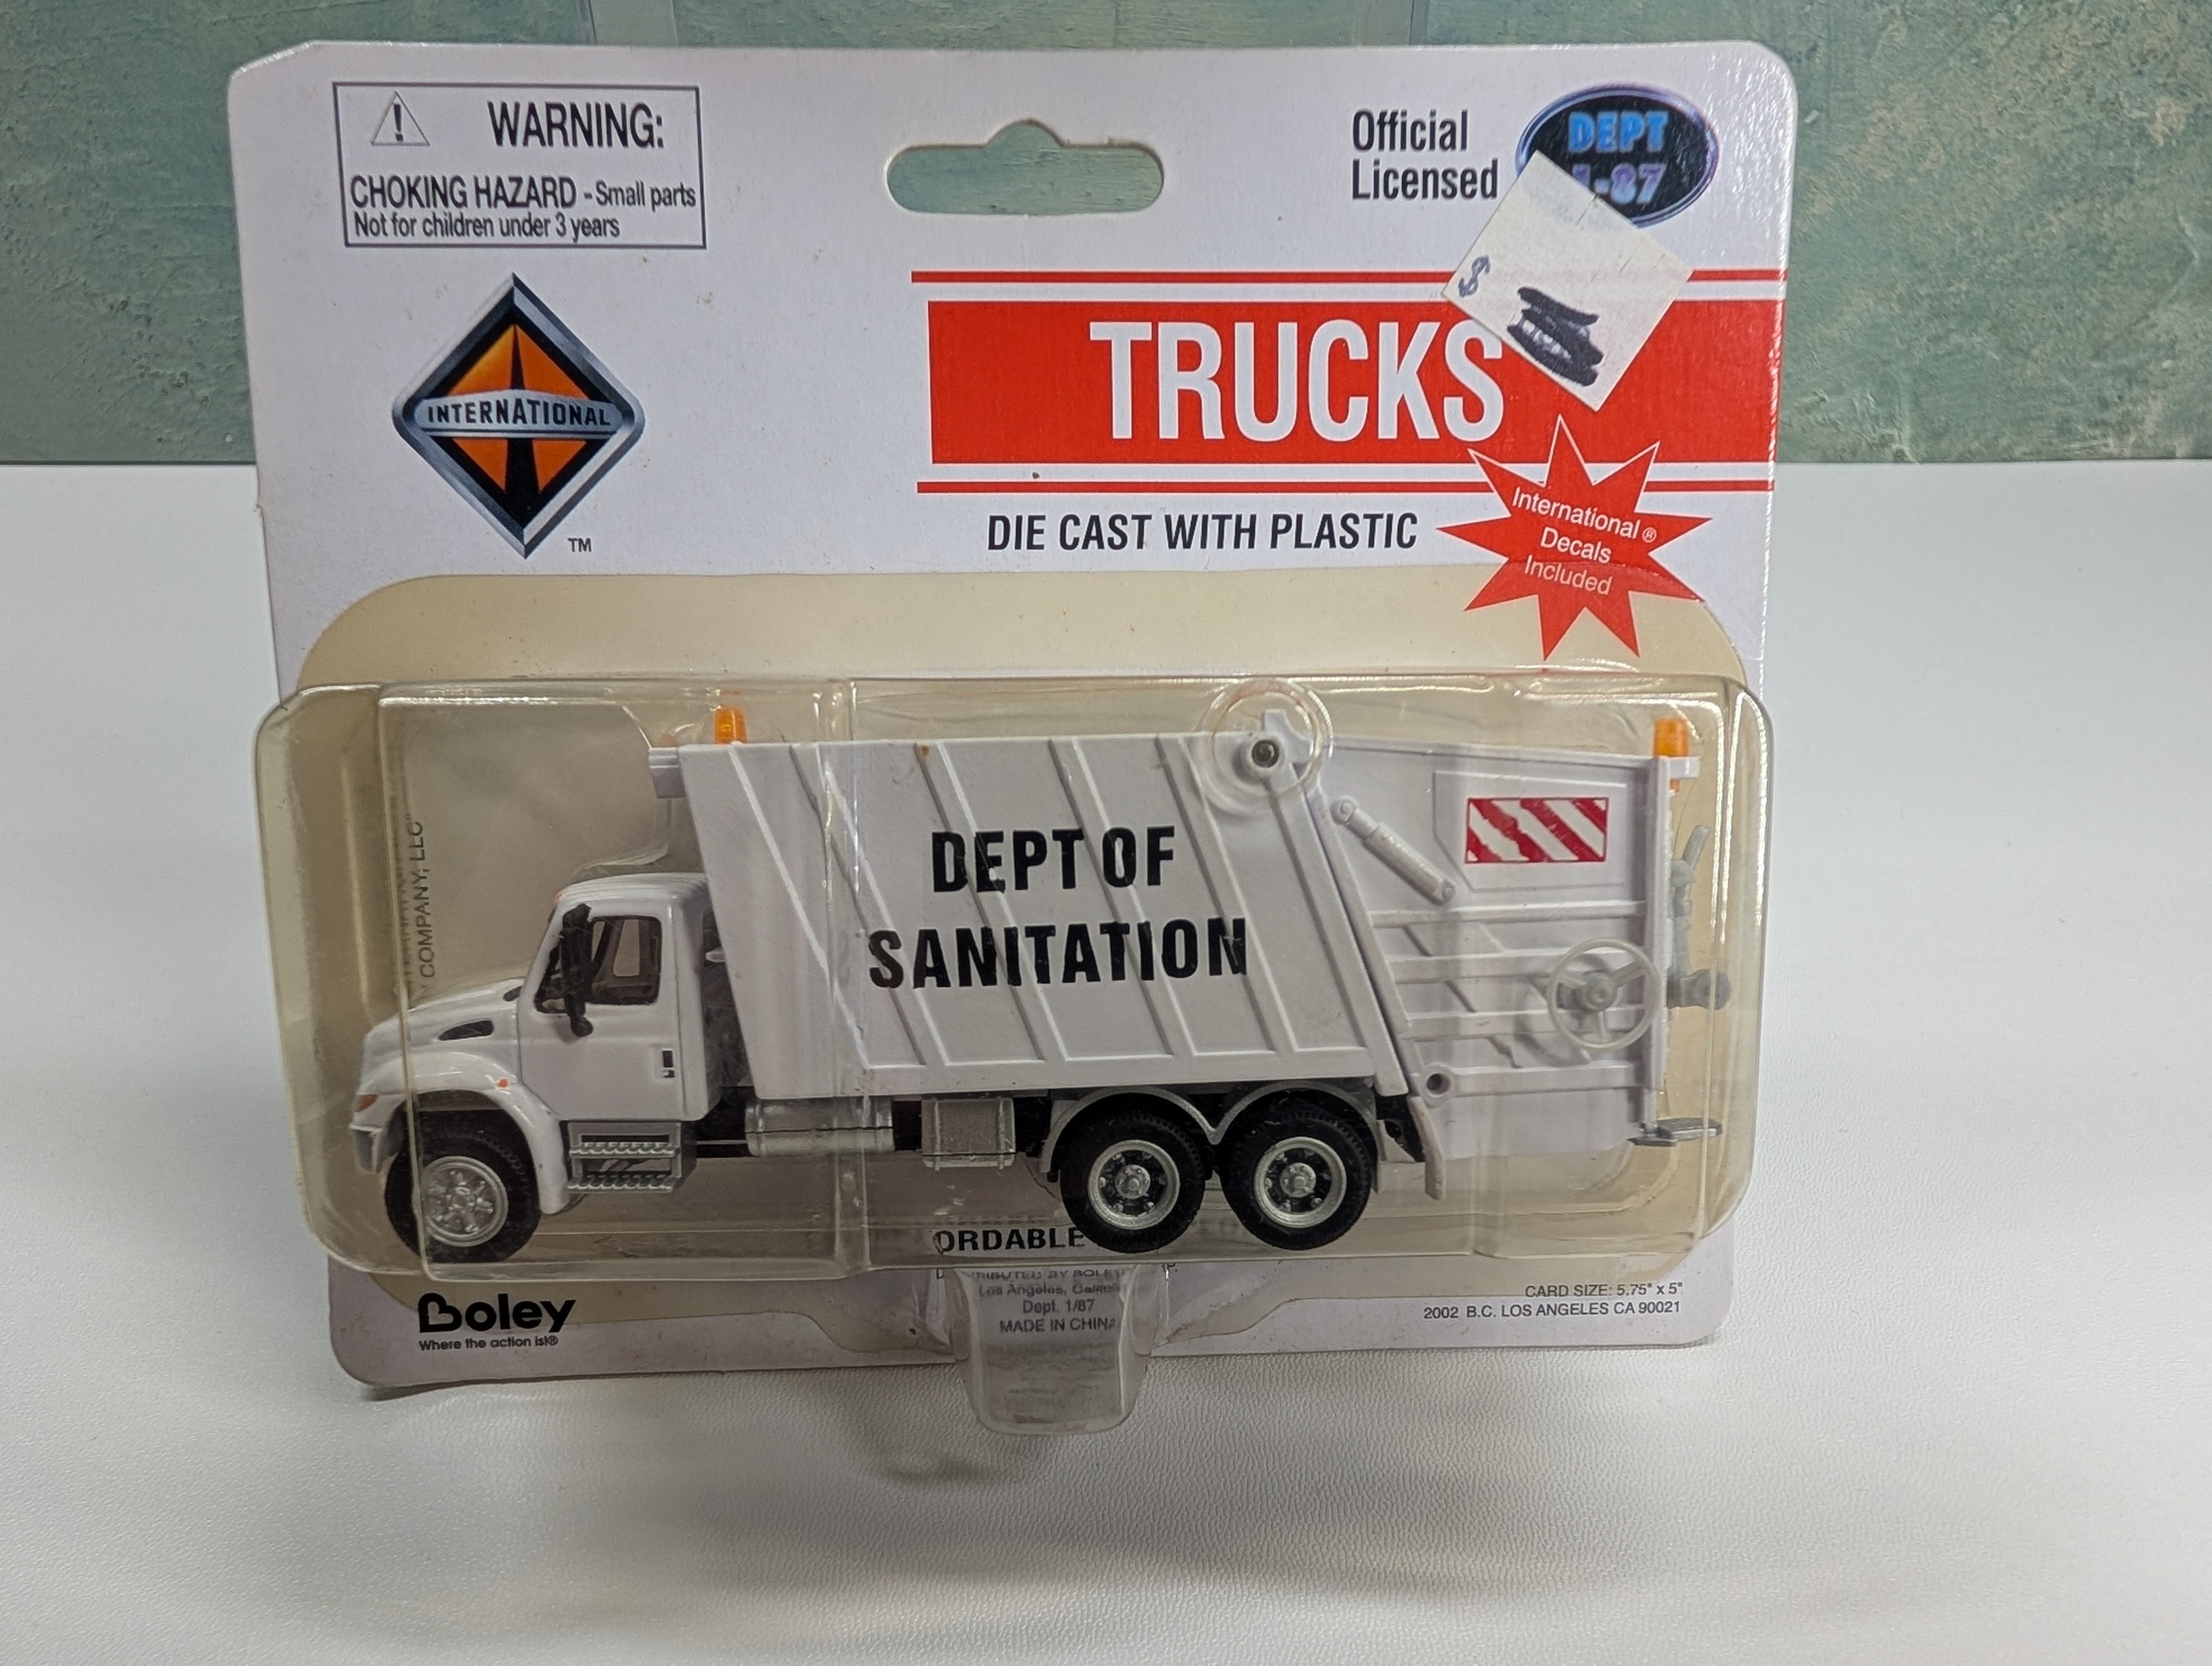 WARNING:
CHOKING HAZARD - Small parts
Not for children under 3 years
Official
Licensed
DEPT
-87
$
INTERNATIONAL
TM
TRUCKS
DIE CAST WITH PLASTIC
International ®
Decals
Included
COMPANY, LLC"
DEPT OF
SANITATION
ORDABLE
Los Angeles,
Dept. 1/87
MADE IN CHINA
Boley
Where the action is!®
CARD SIZE: 5.75" x 5"
2002 B.C. LOS ANGELES CA 90021